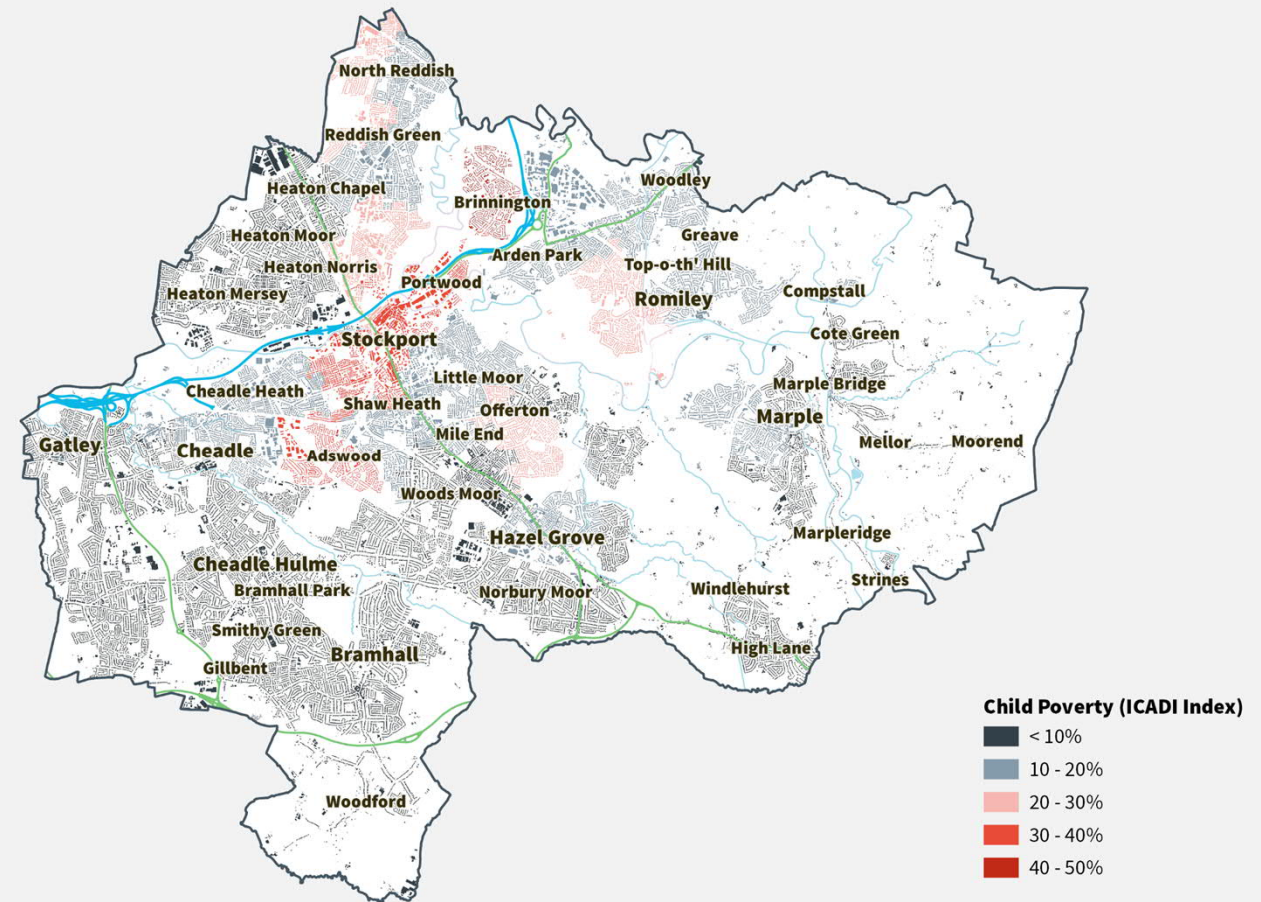 North Reddish
Reddish Green
Heaton Chapel
Woodley
Brinnington
Heaton Moor
Greave
Arden Park
Heaton Norris
Top-o-th' Hill
Portwood
Heaton Mersey
Compstall
Romiley
Cote Green
Stockport
Little Moor
Marple Bridge
Cheadle Heath
Shaw Heath
Offerton
Marple
Mile End
Gatley
Mellor
Moorend
Cheadle
Adswood
Woods Moor
Marpleridge
Hazel Grove
Cheadle Hulme
Strines
Bramhall Park
Norbury Moor
Windlehurst
Smithy Green
High Lane
Bramhall
Gillbent
Woodford
Child Poverty (ICADI Index)
< 10%
10 - 20%
20 - 30%
30 - 40%
40 - 50%